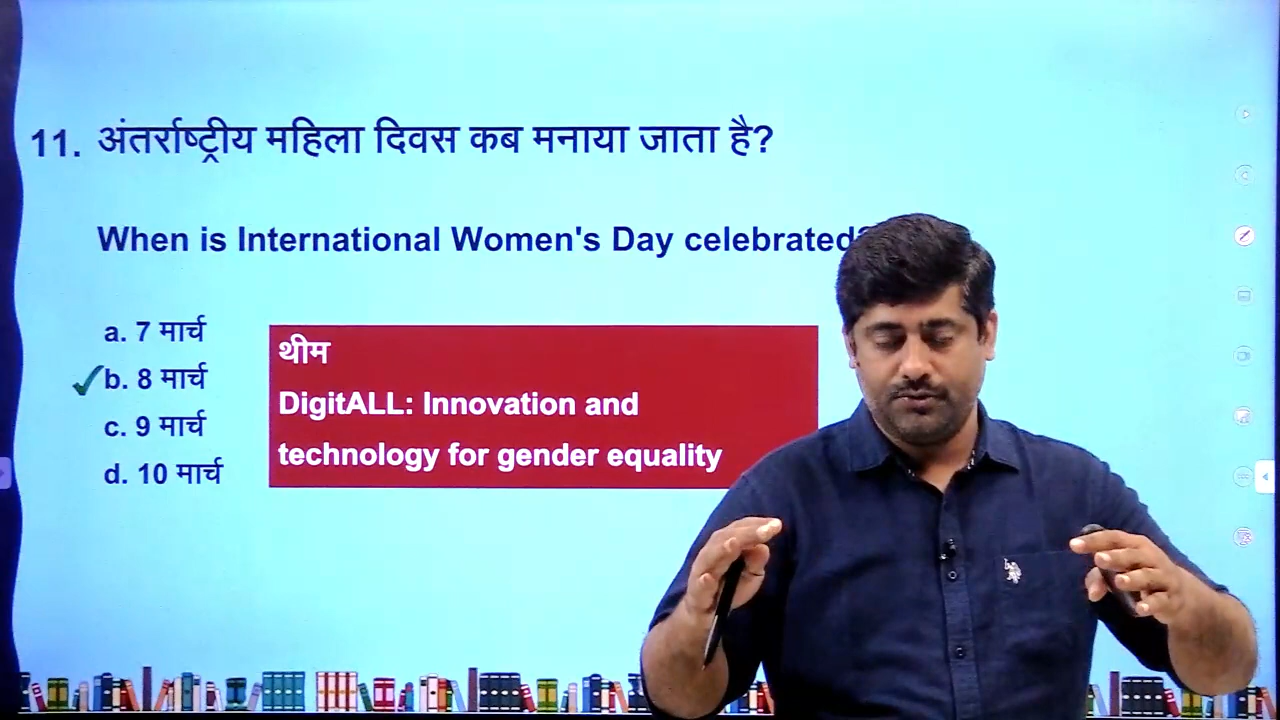 11. अंतर्राष्ट्रीय महिला दिवस कब मनाया जाता है?
When is International Women's Day celebrated?
a. 7 मार्च
b. 8 मार्च
c. 9 मार्च
d. 10 मार्च
थीम
DigitALL: Innovation and
technology for gender equality